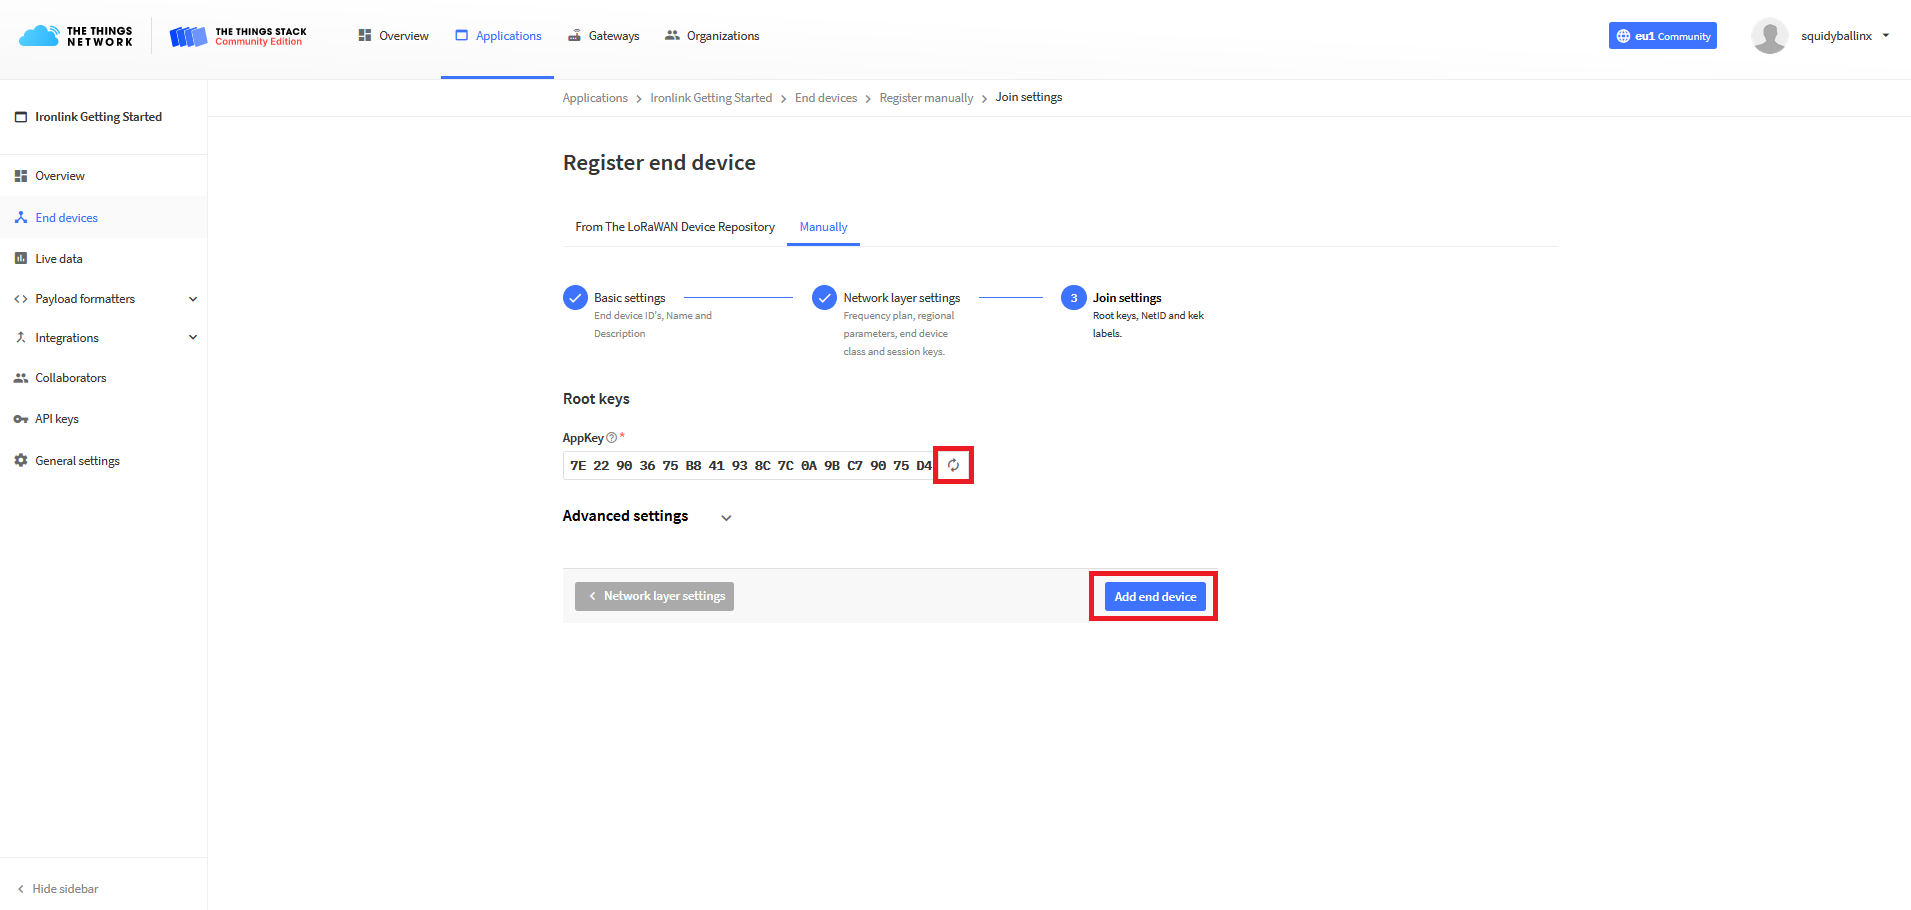 THE THINGS NETWORK
THE THINGS STACK
Community Edition
Overview
Applications
Gateways
Organizations
eu1 Community
squidyballinx
Ironlink Getting Started
Overview
End devices
Live data
Payload formatters
Integrations
Collaborators
API keys
General settings
Hide sidebar
Applications > Ironlink Getting Started > End devices > Register manually > Join settings
Register end device
From The LoRaWAN Device Repository
Manually
Basic settings
End device ID's, Name and
Description
Network layer settings
Frequency plan, regional
parameters, end device
class and session keys.
3
Join settings
Root keys, NetID and kek
labels.
Root keys
AppKey *
7E 22 90 36 75 B8 41 93 8C 7C 0A 9B C7 90 75 D4
Advanced settings
Network layer settings
Add end device